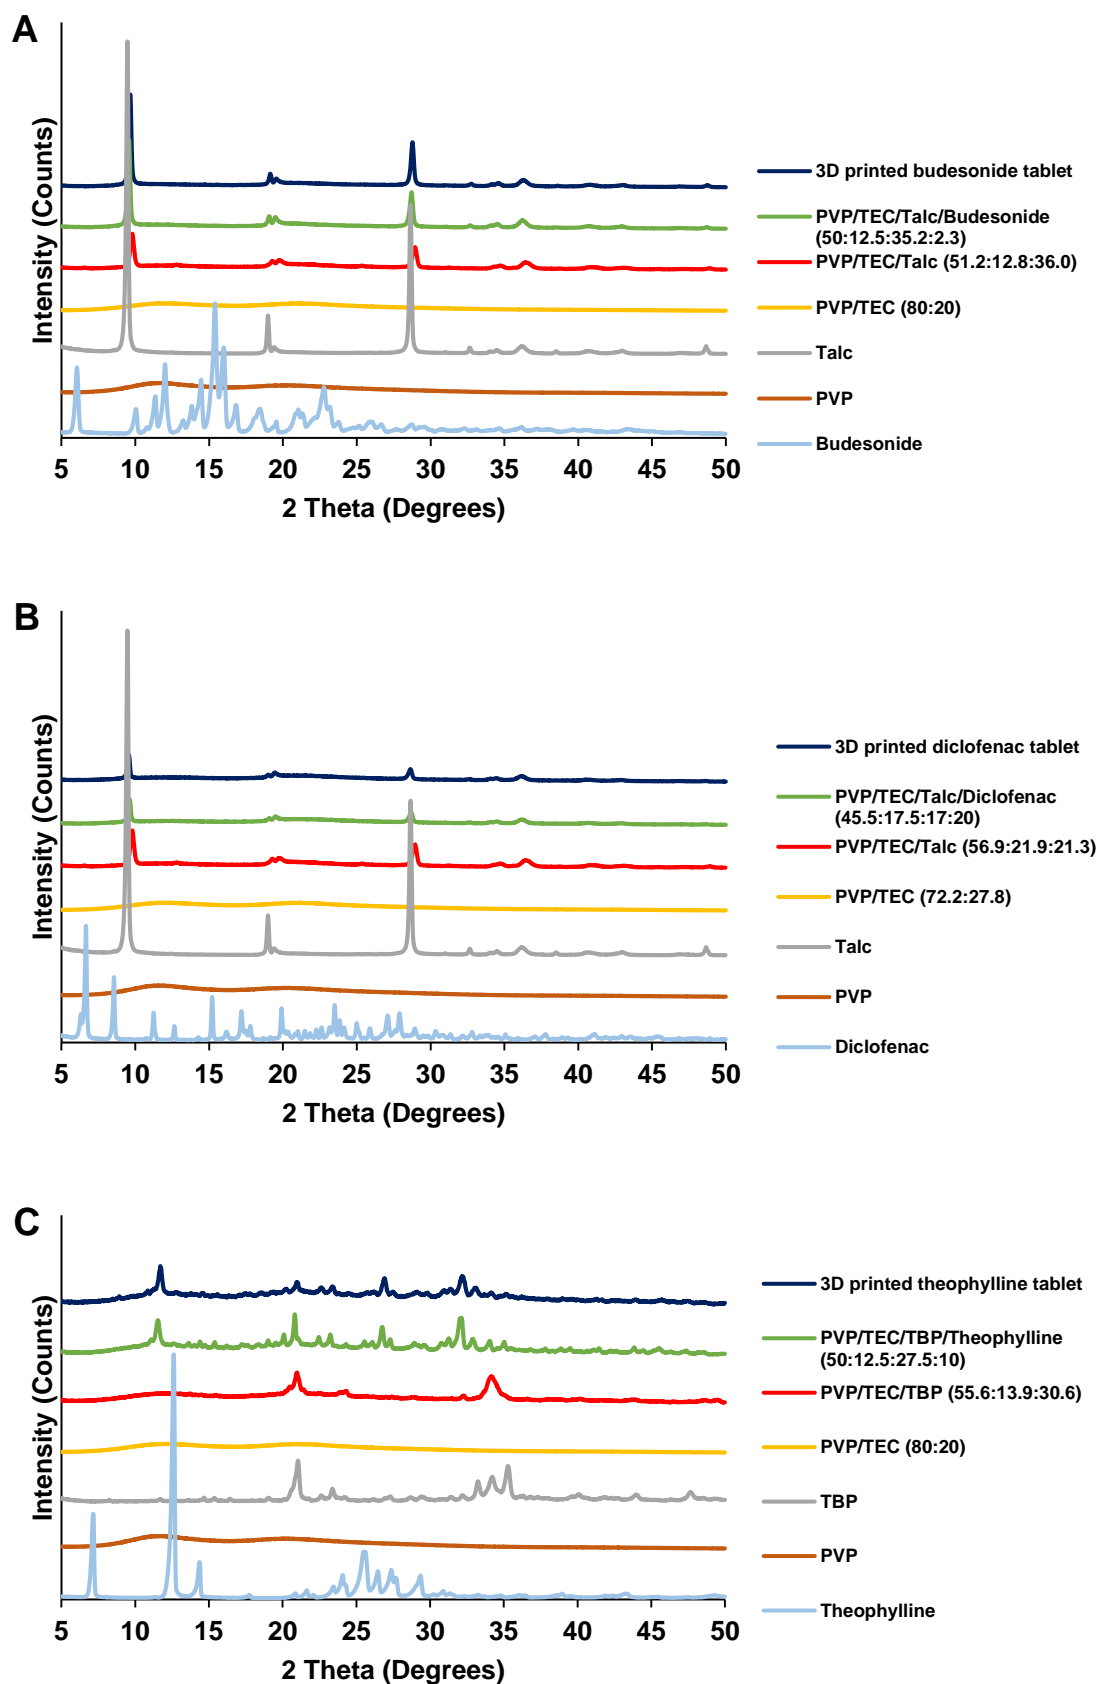 A
Intensity (Counts)
3D printed budesonide tablet
PVP/TEC/Talc/Budesonide
(50:12.5:35.2:2.3)
PVP/TEC/Talc (51.2:12.8:36.0)
PVP/TEC (80:20)
Talc
PVP
Budesonide
5 10 15 20 25 30 35 40 45 50
2 Theta (Degrees)
B
Intensity (Counts)
3D printed diclofenac tablet
PVP/TEC/Talc/Diclofenac
(45.5:17.5:17:20)
PVP/TEC/Talc (56.9:21.9:21.3)
PVP/TEC (72.2:27.8)
Talc
PVP
Diclofenac
5 10 15 20 25 30 35 40 45 50
2 Theta (Degrees)
C
Intensity (Counts)
3D printed theophylline tablet
PVP/TEC/TBP/Theophylline
(50:12.5:27.5:10)
PVP/TEC/TBP (55.6:13.9:30.6)
PVP/TEC (80:20)
TBP
PVP
Theophylline
5 10 15 20 25 30 35 40 45 50
2 Theta (Degrees)